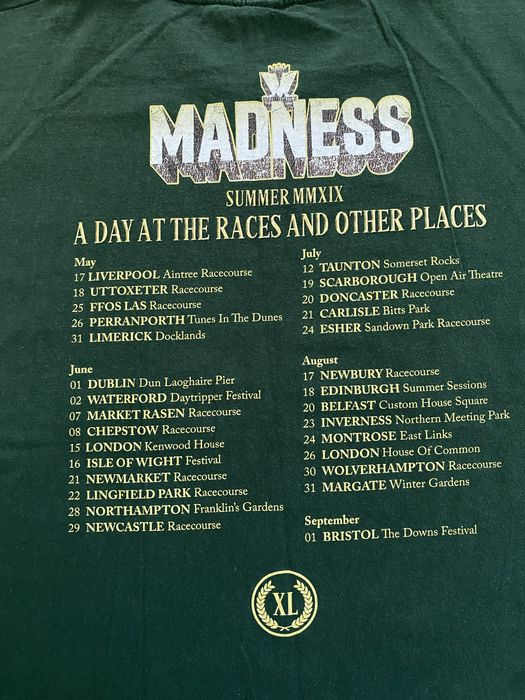 MADNESS
SUMMER MMXIX
A DAY AT THE RACES AND OTHER PLACES
May
17 LIVERPOOL Aintree Racecourse
18 UTTOXETER Racecourse
25 FFOS LAS Racecourse
26 PERRANPORTH Tunes In The Dunes
31 LIMERICK Docklands
June
01 DUBLIN Dun Laoghaire Pier
02 WATERFORD Daytripper Festival
07 MARKET RASEN Racecourse
08 CHEPSTOW Racecourse
15 LONDON Kenwood House
16 ISLE OF WIGHT Festival
21 NEWMARKET Racecourse
22 LINGFIELD PARK Racecourse
28 NORTHAMPTON Franklin's Gardens
29 NEWCASTLE Racecourse
July
12 TAUNTON Somerset Rocks
19 SCARBOROUGH Open Air Theatre
20 DONCASTER Racecourse
21 CARLISLE Bitts Park
24 ESHER Sandown Park Racecourse
August
17 NEWBURY Racecourse
18 EDINBURGH Summer Sessions
20 BELFAST Custom House Square
23 INVERNESS Northern Meeting Park
24 MONTROSE East Links
26 LONDON House Of Common
30 WOLVERHAMPTON Racecourse
31 MARGATE Winter Gardens
September
01 BRISTOL The Downs Festival
XL